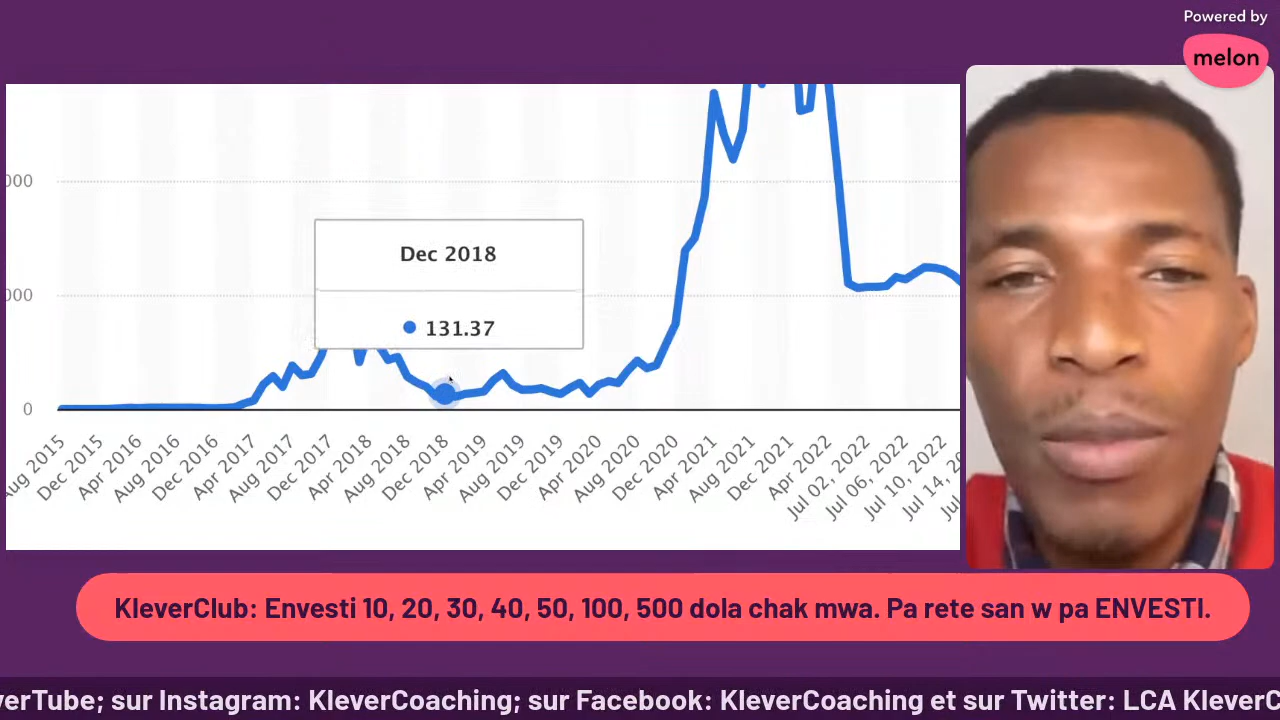 Powered by
melon
000
Dec 2018
131.37
000
0
Aug 2015
Dec 2015
Apr 2016
Aug 2016
Dec 2016
Apr 2017
Aug 2017
Dec 2017
Apr 2018
Aug 2018
Dec 2018
Apr 2019
Aug 2019
Dec 2019
Apr 2020
Aug 2020
Dec 2020
Apr 2021
Aug 2021
Dec 2021
Apr 2022
Jul 02, 2022
Jul 06, 2022
Jul 10, 2022
Jul 14, 20
Jul
KleverClub: Envesti 10, 20, 30, 40, 50, 100, 500 dola chak mwa. Pa rete san w pa ENVESTI.
verTube; sur Instagram: KleverCoaching; sur Facebook: KleverCoaching et sur Twitter: LCA KleverC